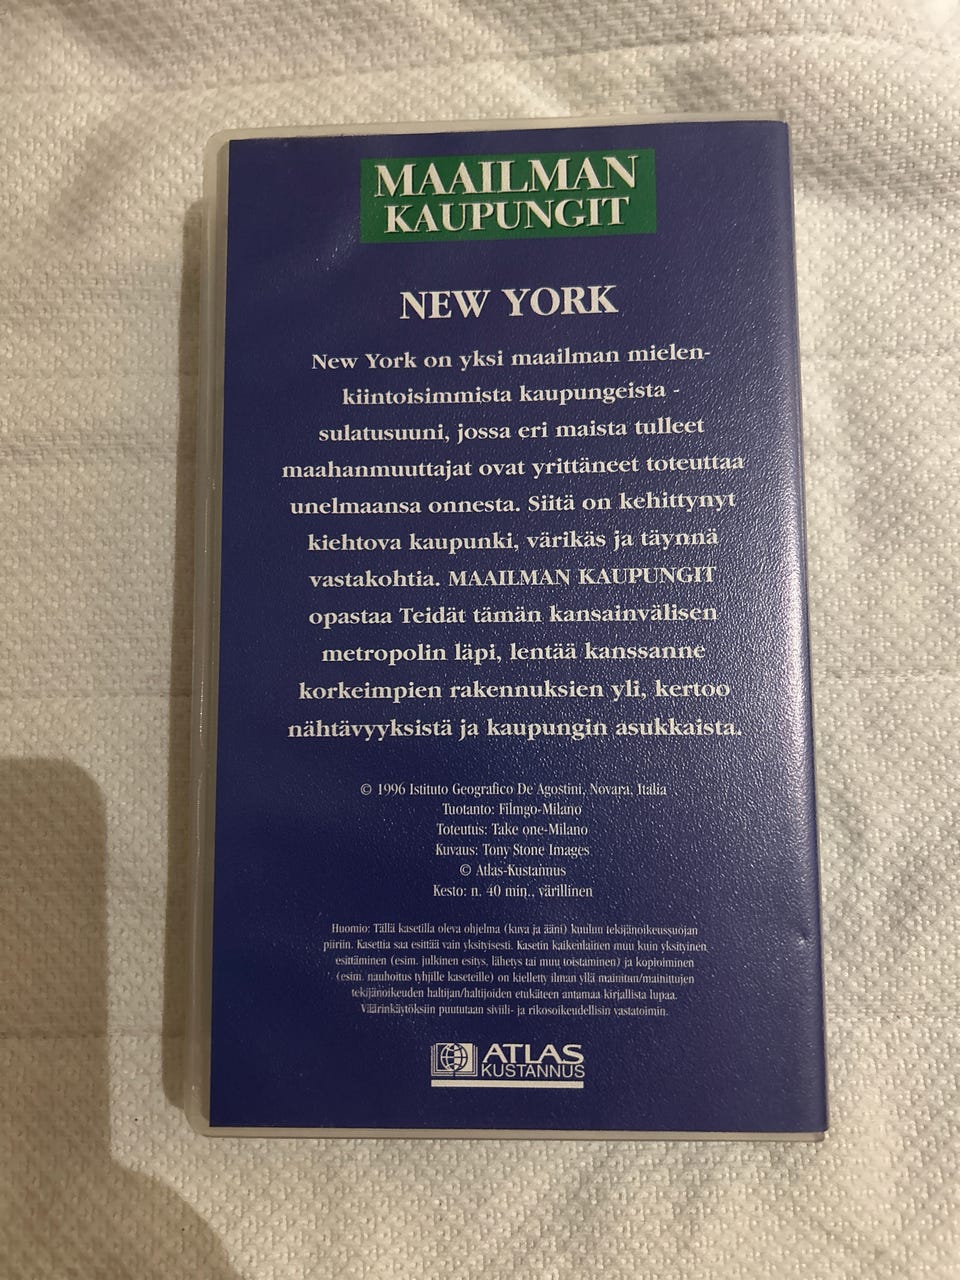 MAAILMAN
KAUPUNGIT
NEW YORK
New York on yksi maailman mielen-
kiintoisimmista kaupungeista -
sulatusuuni, jossa eri maista tulleet
maahanmuuttajat ovat yrittäneet toteuttaa
unelmaansa onnesta. Siitä on kehittynyt
kiehtova kaupunki, värikäs ja täynnä
vastakohtia. MAAILMAN KAUPUNGIT
opastaa Teidät tämän kansainvälisen
metropolin läpi, lentää kanssanne
korkeimpien rakennuksien yli, kertoo
nähtävyyksistä ja kaupungin asukkaista.
© 1996 Istituto Geografico De Agostini, Novara, Italia
Tuotanto: Filmgo-Milano
Toteutus: Take one-Milano
Kuvaus: Tony Stone Images
© Atlas-Kustannus
Kesto: n. 40 min., värillinen
Huomio: Tällä kasetilla oleva ohjelma (kuva ja ääni) kuuluu tekijänoikeussuojan
piiriin. Kasettia saa esittää vain yksityisesti. Kasetin kaikenlainen muu kuin yksityinen
esittäminen (esim. julkinen esitys, lähetys tai muu toistaminen) ja kopioiminen
(esim. nauhoitus tyhjille kaseteille) on kielletty ilman yllä mainitun/mainittujen
tekijänoikeuden haltijan/haltijoiden etukäteen antamaa kirjallista lupaa.
Väärinkäytöksiin puututaan siviili- ja rikosoikeudellisin vastatoimin.
ATLAS
KUSTANNUS